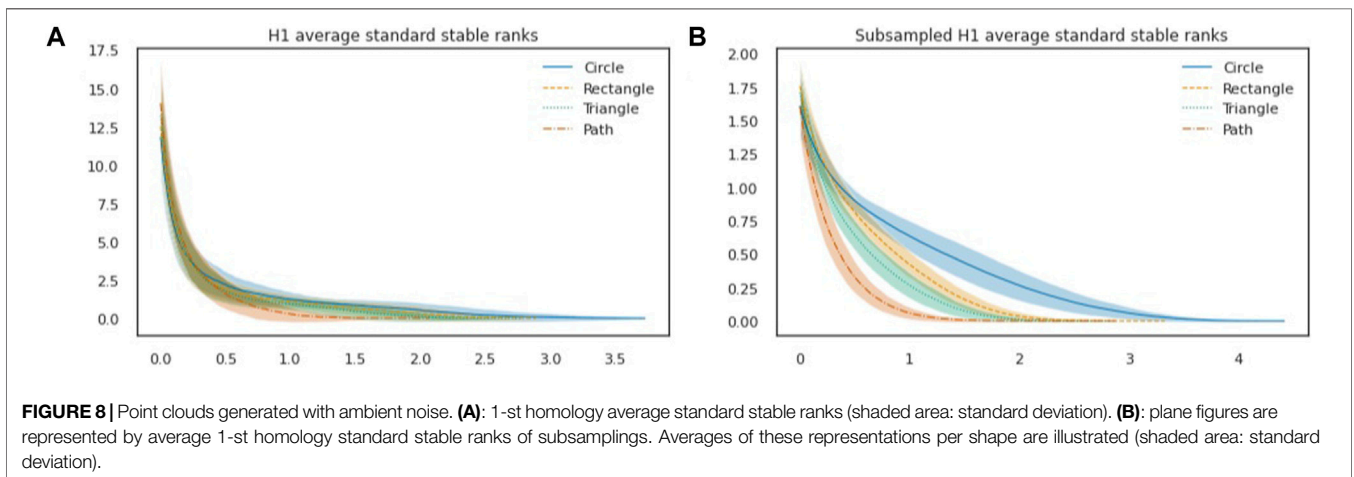 A
H1 average standard stable ranks
17.5
15.0
12.5
10.0
7.5
5.0
2.5
0.0
0.0 0.5 1.0 1.5 2.0 2.5 3.0 3.5
Circle
Rectangle
Triangle
Path
B
Subsampled H1 average standard stable ranks
2.00
1.75
1.50
1.25
1.00
0.75
0.50
0.25
0.00
0 1 2 3 4
Circle
Rectangle
Triangle
Path
FIGURE 8 | Point clouds generated with ambient noise. (A): 1-st homology average standard stable ranks (shaded area: standard deviation). (B): plane figures are
represented by average 1-st homology standard stable ranks of subsamplings. Averages of these representations per shape are illustrated (shaded area: standard
deviation).